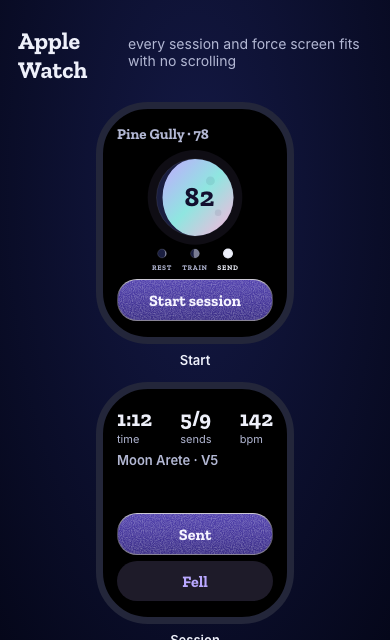 Apple
Watch
every session and force screen fits
with no scrolling
Pine Gully · 78
82
REST TRAIN SEND
Start session
Start
1:12 5/9 142
time sends bpm
Moon Arete · V5
Sent
Fell
Session